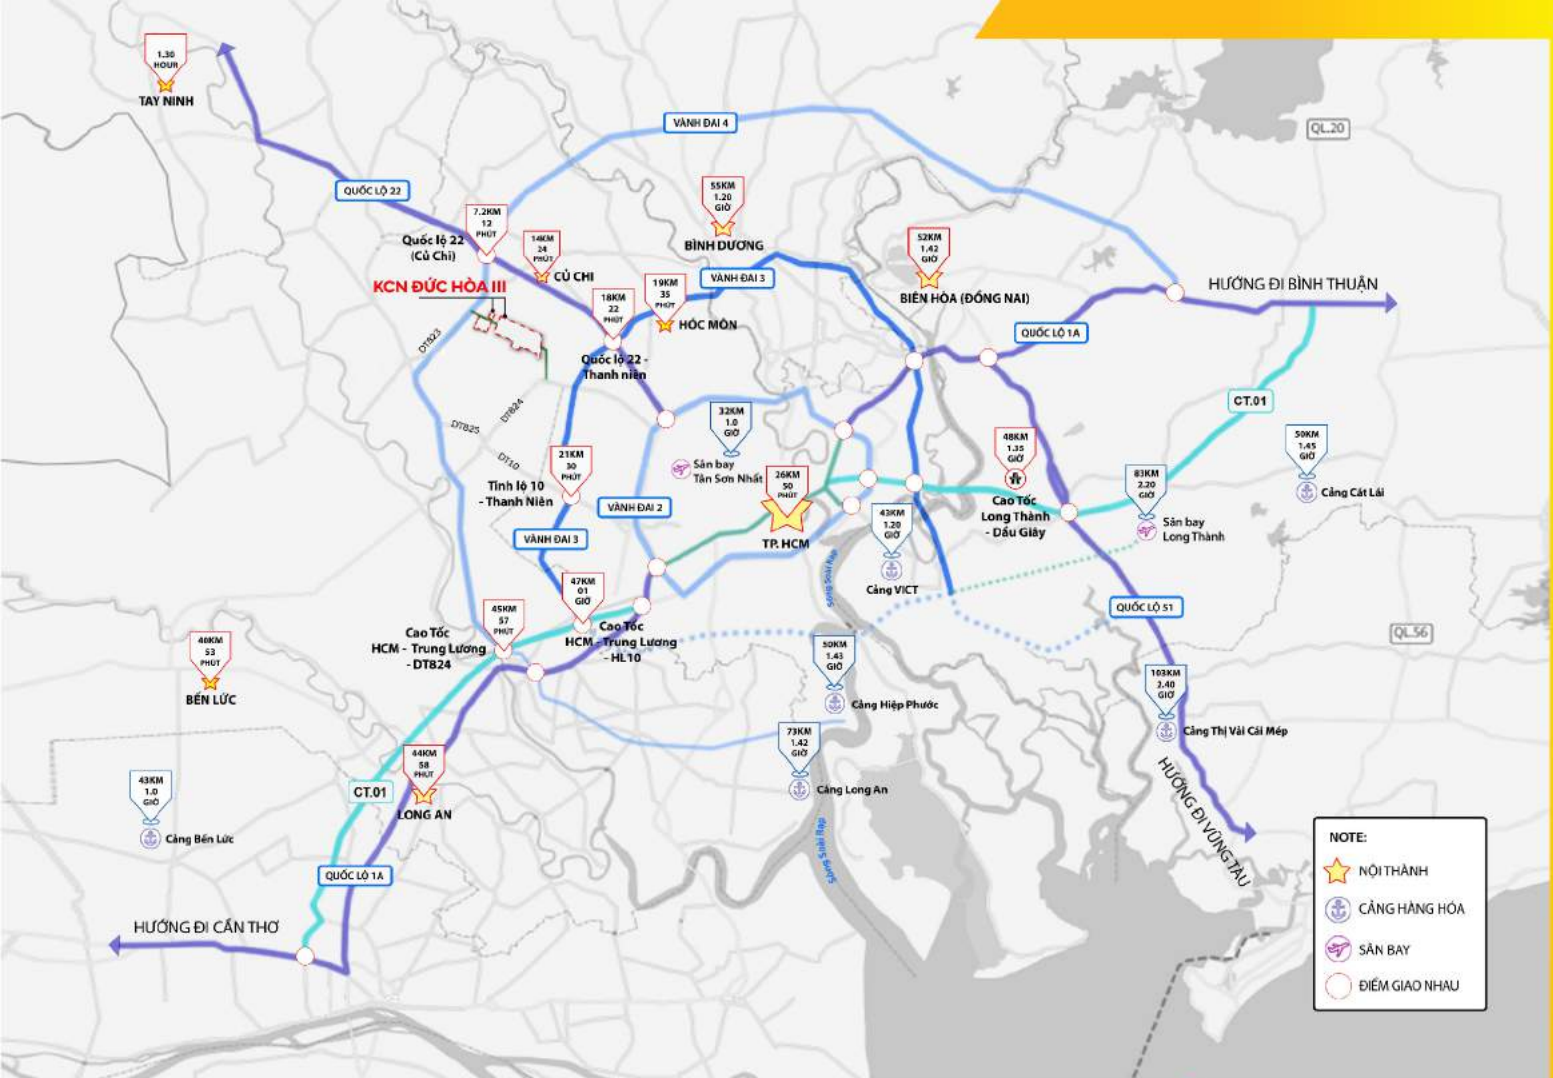 1.30
HOUR
TAY NINH
VÀNH ĐAI 4
QL.20
QUỐC LỘ 22
55KM
1.20
GIỜ
BÌNH DƯƠNG
7.2KM
12
PHÚT
Quốc lộ 22
(Củ Chi)
14KM
24
PHÚT
CỦ CHI
52KM
1.42
GIỜ
BIÊN HÒA (ĐỒNG NAI)
KCN ĐỨC HÒA III
19KM
35
PHÚT
HÓC MÔN
VÀNH ĐAI 3
HƯỚNG ĐI BÌNH THUẬN
18KM
22
PHÚT
Quốc lộ 22 -
Thanh niên
QUỐC LỘ 1A
DT823
DT824
DT825
DT10
CT.01
32KM
1.0
GIỜ
Sân bay
Tân Sơn Nhất
48KM
1.35
GIỜ
Cao Tốc
Long Thành
- Dầu Giây
50KM
1.45
GIỜ
Cảng Cát Lái
21KM
30
PHÚT
Tỉnh lộ 10
- Thanh Niên
26KM
50
PHÚT
TP. HCM
83KM
2.20
GIỜ
Sân bay
Long Thành
VÀNH ĐAI 2
VÀNH ĐAI 3
43KM
1.20
GIỜ
Cảng VICT
Sông Soài Rạp
47KM
01
GIỜ
Cao Tốc
HCM - Trung Lương
- HL10
45KM
57
PHÚT
Cao Tốc
HCM - Trung Lương
- DT824
QUỐC LỘ 51
QL.56
40KM
53
PHÚT
BẾN LỨC
50KM
1.43
GIỜ
Cảng Hiệp Phước
103KM
2.40
GIỜ
Cảng Thị Vải Cái Mép
73KM
1.42
GIỜ
Cảng Long An
44KM
58
PHÚT
LONG AN
CT.01
43KM
1.0
GIỜ
Cảng Bến Lức
Sông Soài Rạp
HƯỚNG ĐI VŨNG TÀU
QUỐC LỘ 1A
HƯỚNG ĐI CẦN THƠ
NOTE:
NỘI THÀNH
CẢNG HÀNG HÓA
SÂN BAY
ĐIỂM GIAO NHAU